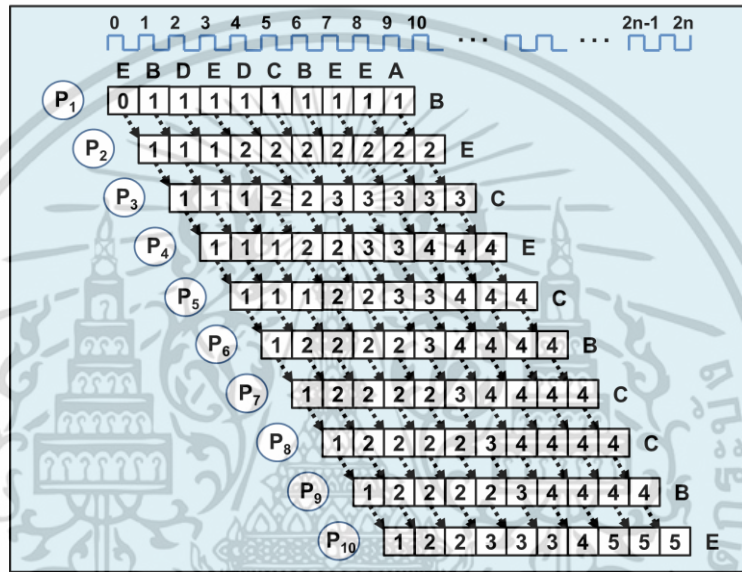 0 1 2 3 4 5 6 7 8 9 10 ... ... 2n-1 2n
E B D E D C B E E A
P1 0 1 1 1 1 1 1 1 1 1 B
P2 1 1 1 2 2 2 2 2 2 2 E
P3 1 1 1 2 2 3 3 3 3 3 C
P4 1 1 1 2 2 3 3 4 4 4 E
P5 1 1 1 2 2 3 3 4 4 4 C
P6 1 2 2 2 2 3 4 4 4 4 B
P7 1 2 2 2 2 3 4 4 4 4 C
P8 1 2 2 2 2 3 4 4 4 4 C
P9 1 2 2 2 2 3 4 4 4 4 B
P10 1 2 2 3 3 3 4 5 5 5 E